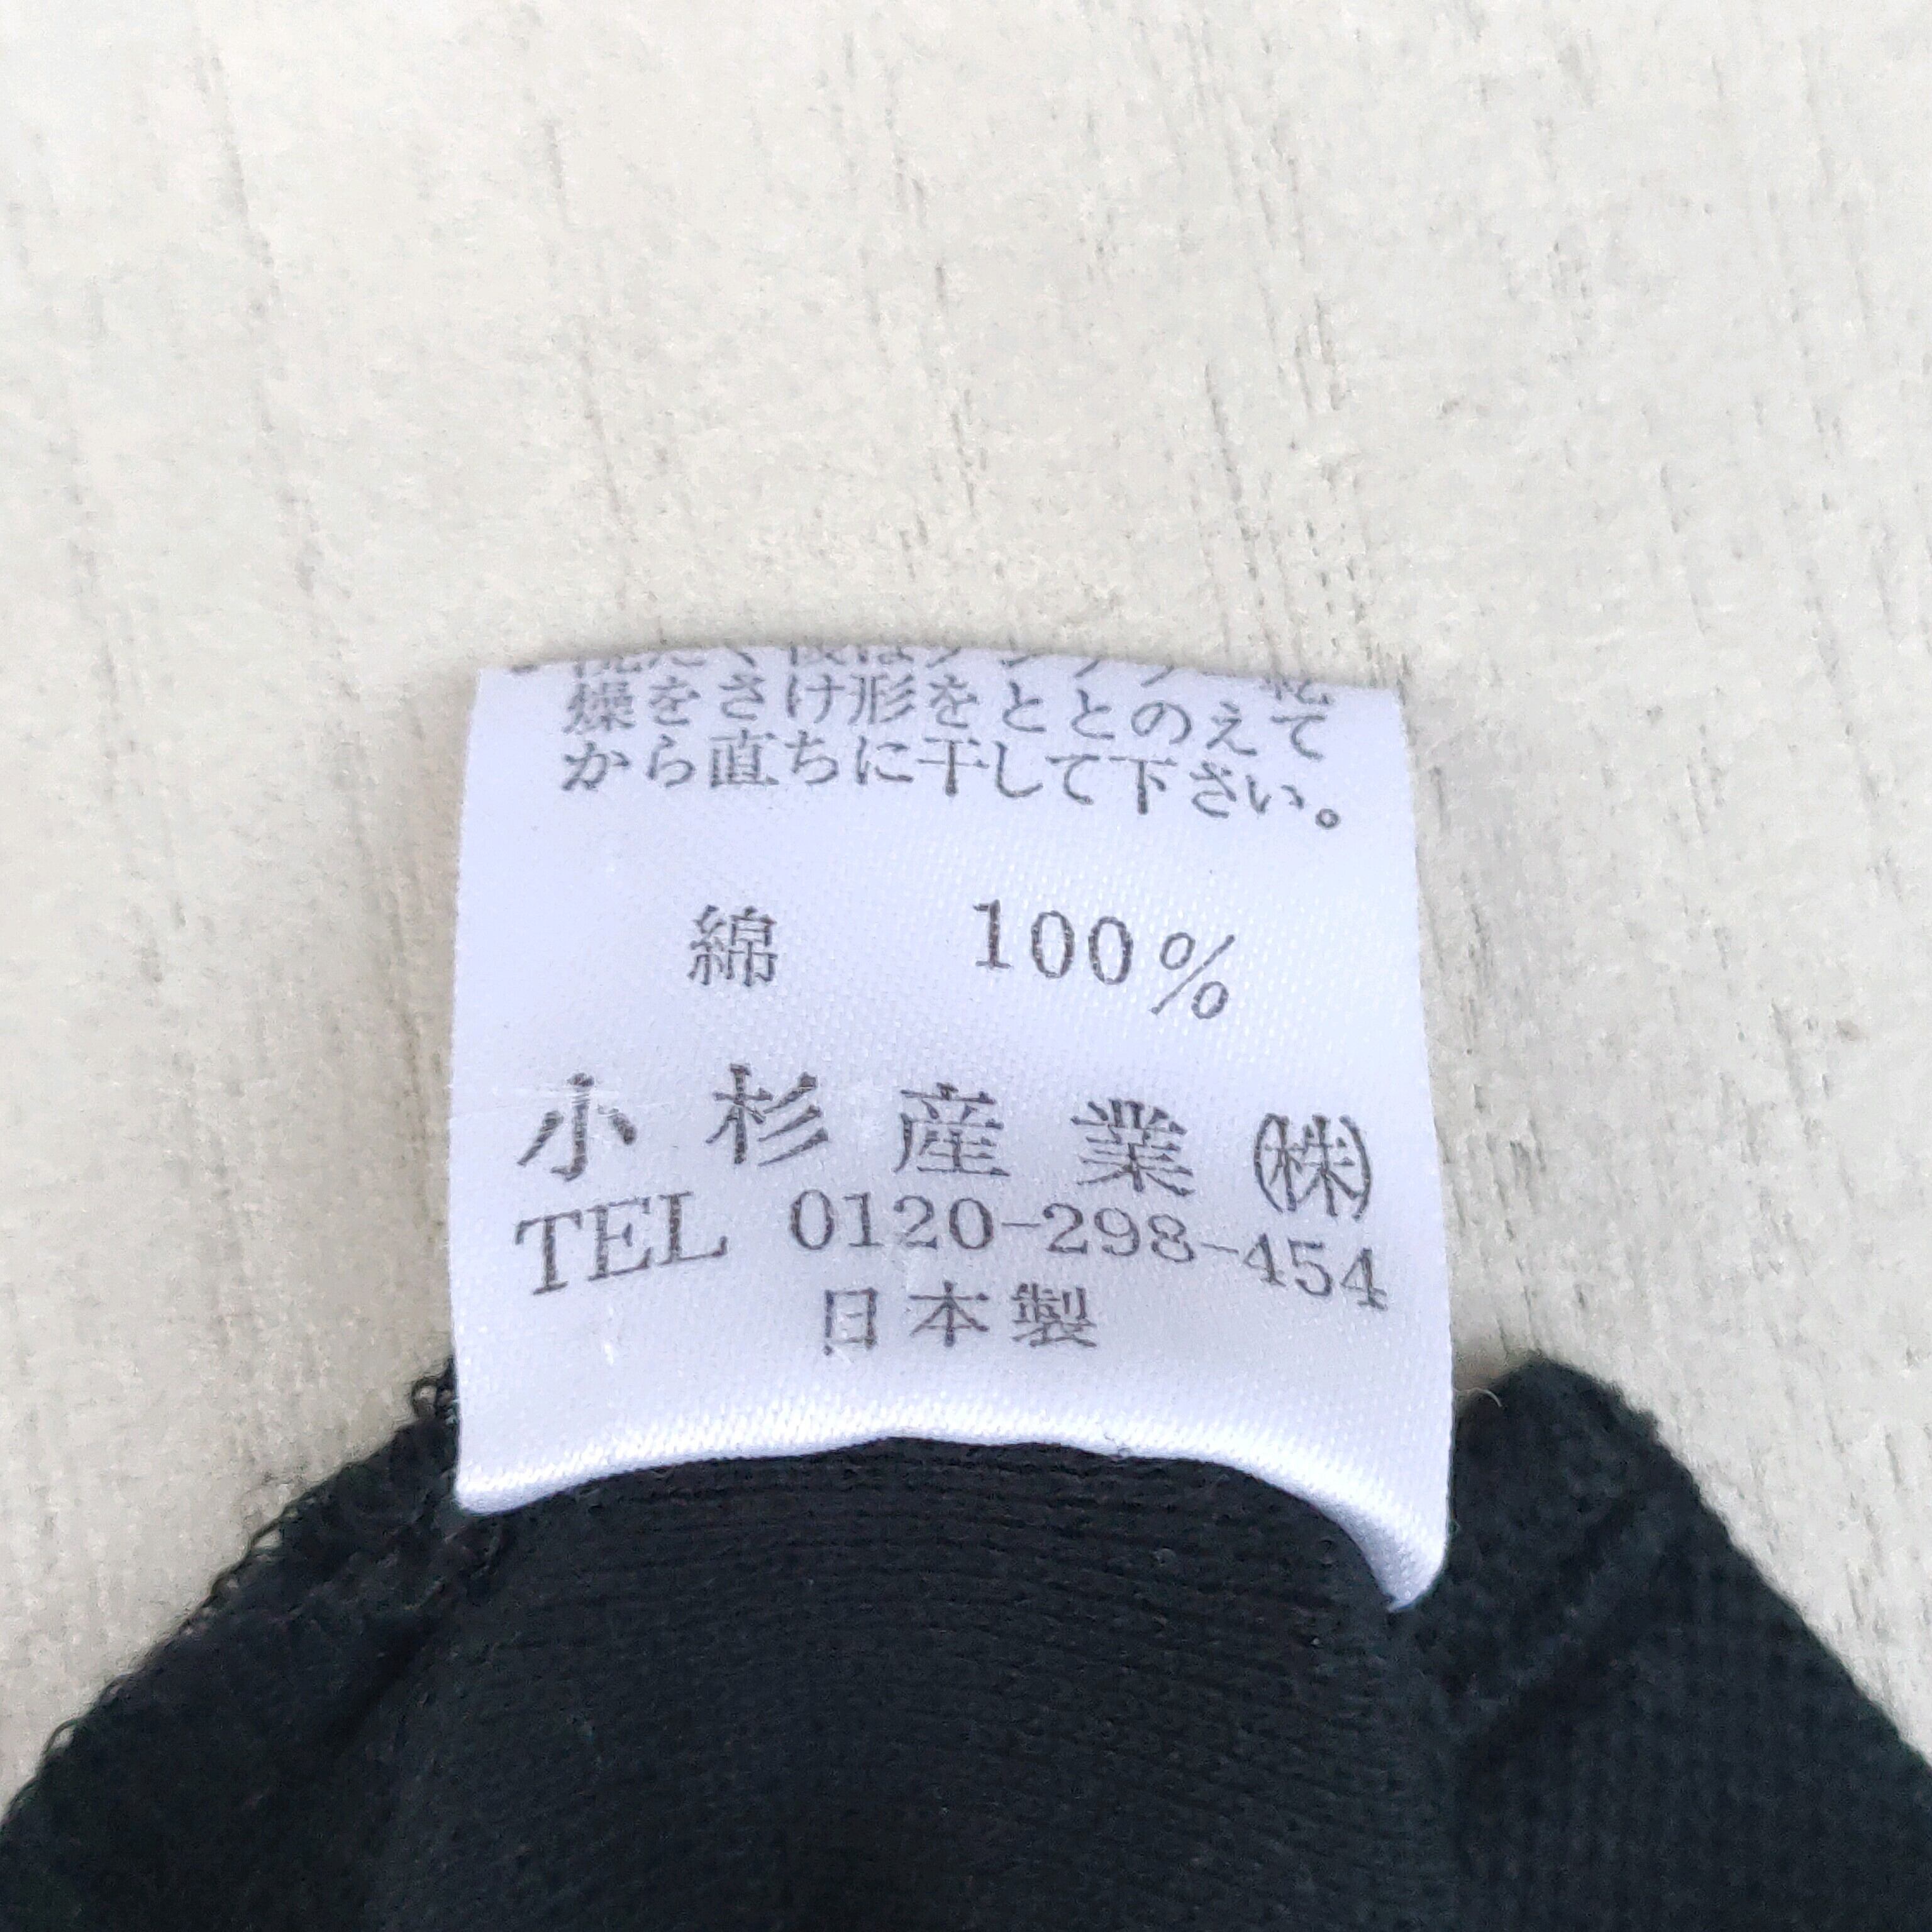 燥をさけ形をととのえて
から直ちに干して下さい。
綿 100%
小杉産業㈱
TEL 0120-298-454
日本製